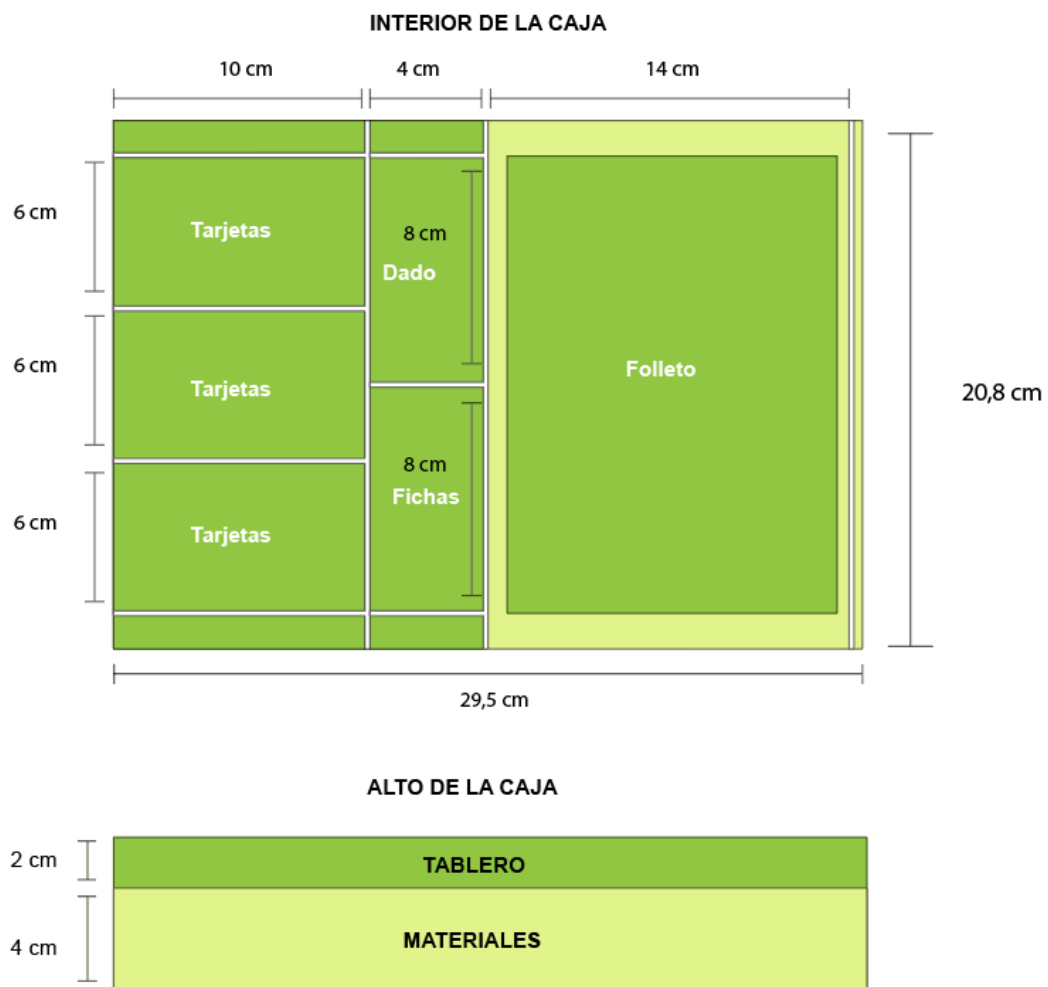 INTERIOR DE LA CAJA
10 cm 4 cm 14 cm
6 cm
Tarjetas
8 cm
Dado
6 cm
Tarjetas
Folleto
20,8 cm
8 cm
Fichas
6 cm
Tarjetas
29,5 cm
ALTO DE LA CAJA
2 cm
TABLERO
4 cm
MATERIALES